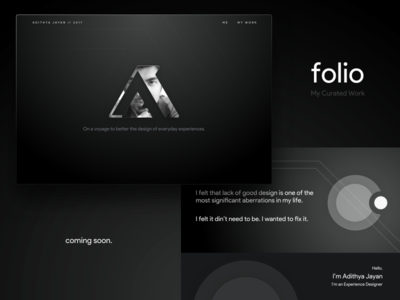 ADITHYA JAYAN — 2017
ME
MY WORK
On a voyage to better the design of everyday experiences.
folio
My Curated Work
I felt that lack of good design is one of the
most significant aberrations in my life.
I felt it din't need to be. I wanted to fix it.
coming soon.
Hello,
I'm Adithya Jayan
I'm an Experience Designer